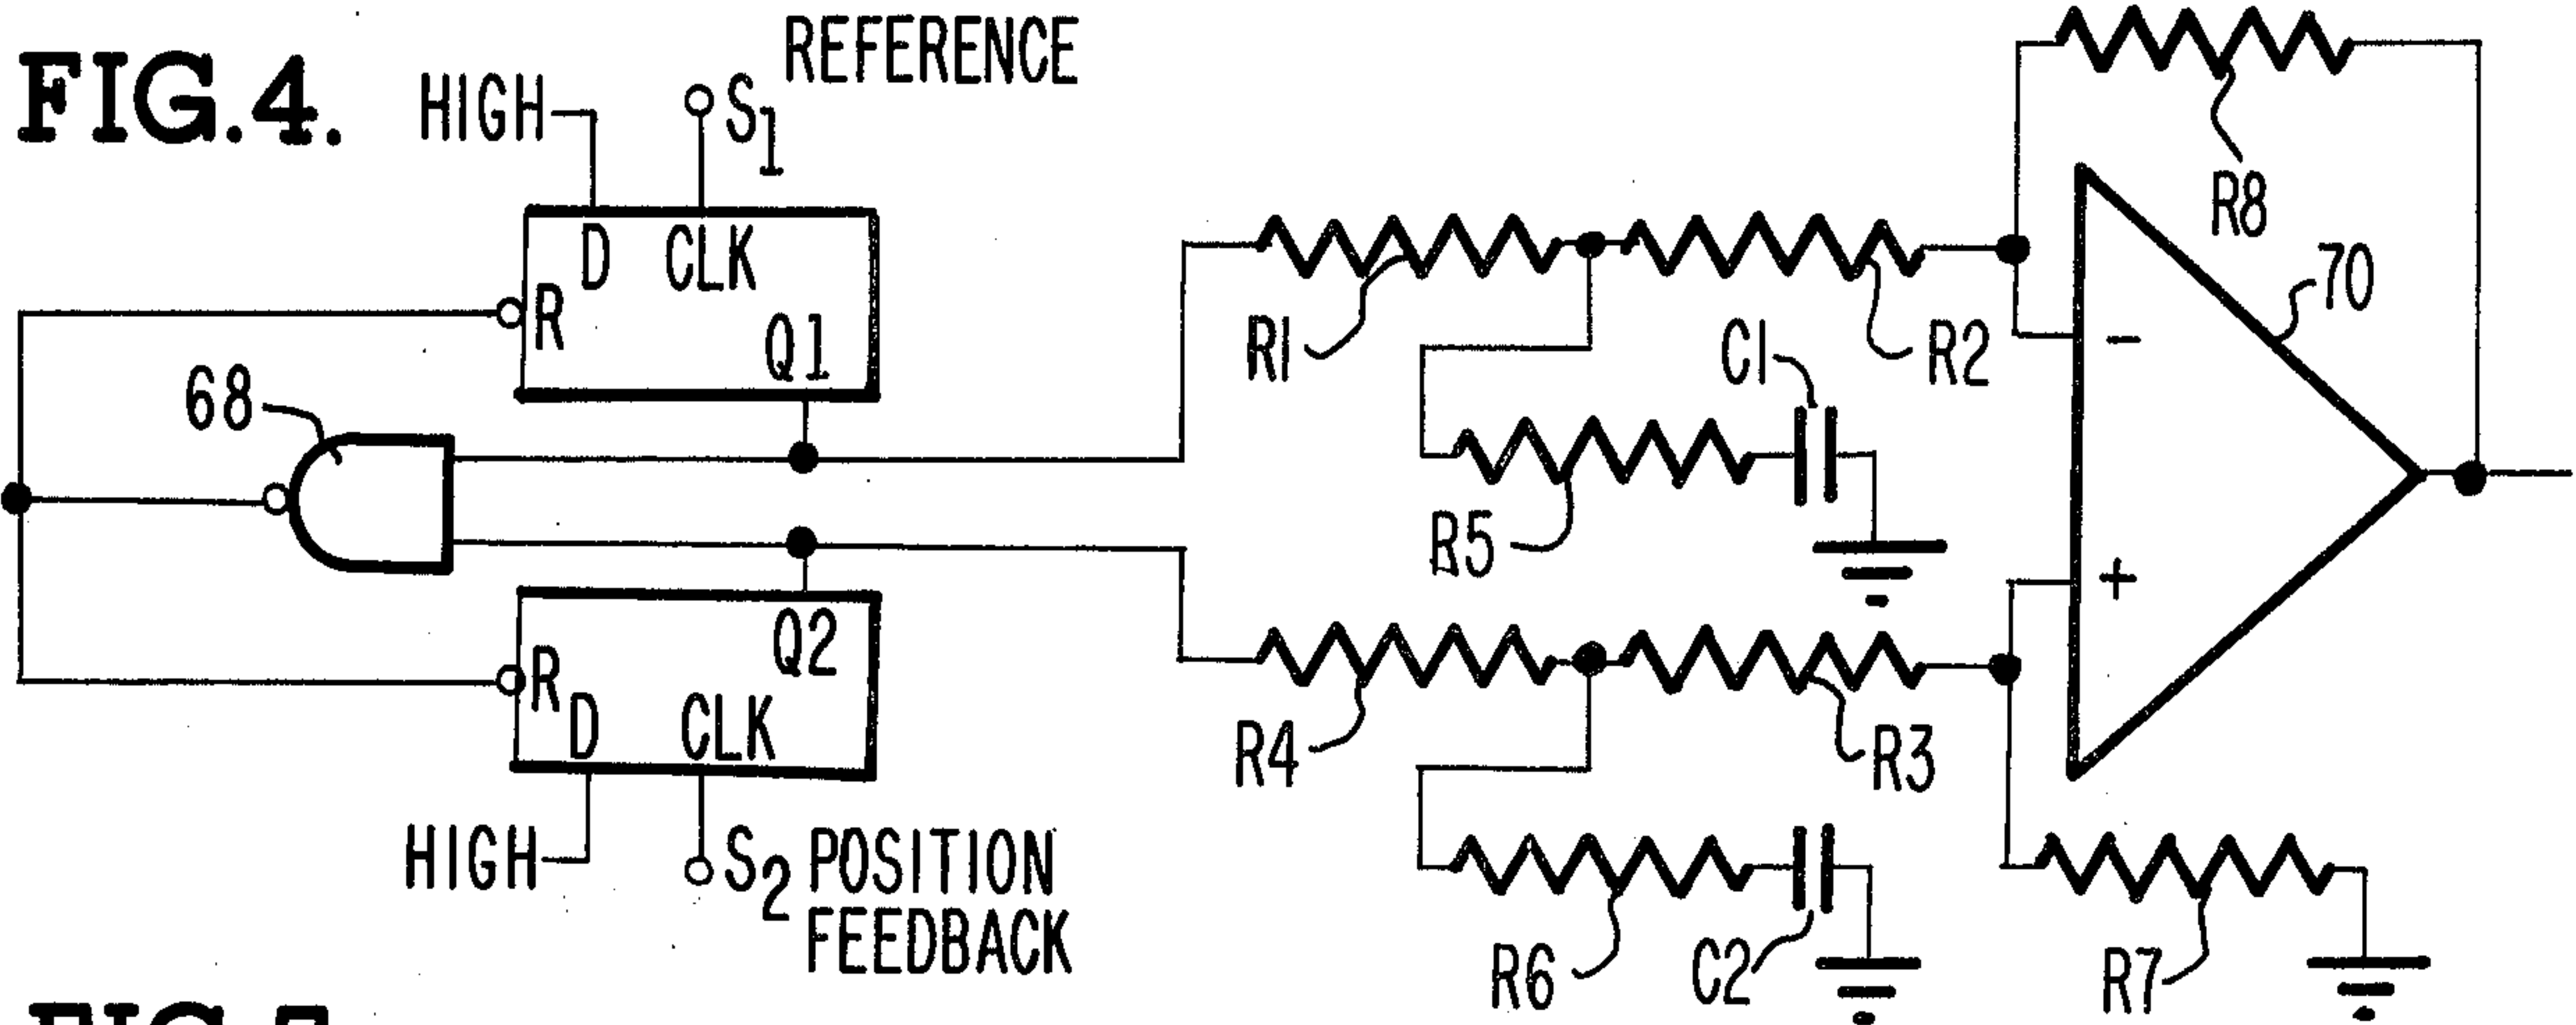 FIG.4.
REFERENCE
HIGH
S1
D CLK
R
Q1
68
R1
R2
C1
R5
R8
70
-
+
Q2
R
D CLK
HIGH
S2 POSITION
FEEDBACK
R4
R3
R6
C2
R7